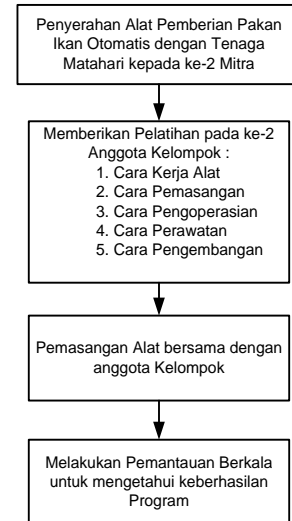 Penyerahan Alat Pemberian Pakan
Ikan Otomatis dengan Tenaga
Matahari kepada ke-2 Mitra
Memberikan Pelatihan pada ke-2
Anggota Kelompok :
1. Cara Kerja Alat
2. Cara Pemasangan
3. Cara Pengoperasian
4. Cara Perawatan
5. Cara Pengembangan
Pemasangan Alat bersama dengan
anggota Kelompok
Melakukan Pemantauan Berkala
untuk mengetahui keberhasilan
Program